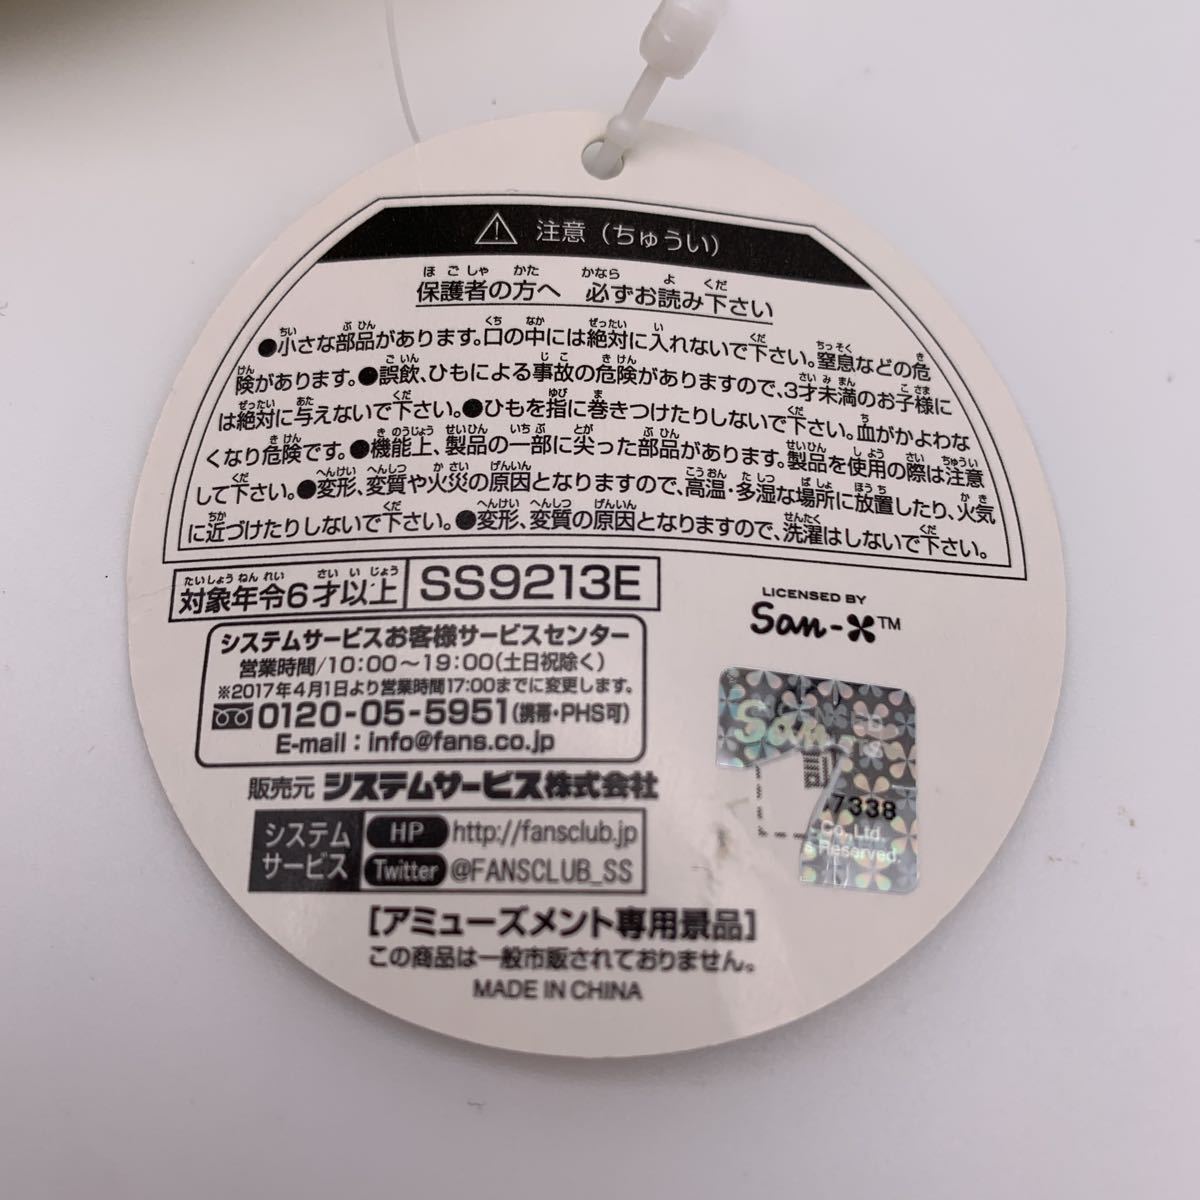 注意（ちゅうい）
保護者の方へ 必ずお読み下さい
●小さな部品があります。口の中には絶対に入れないで下さい。窒息などの危
険があります。●誤飲、ひもによる事故の危険がありますので、3才未満のお子様に
は絶対に与えないで下さい。●ひもを指に巻きつけたりしないで下さい。血がかよわな
くなり危険です。●機能上、製品の一部に尖った部品があります。製品を使用の際は注意
して下さい。●変形、変質や火災の原因となりますので、高温・多湿な場所に放置したり、火気
に近づけたりしないで下さい。●変形、変質の原因となりますので、洗濯はしないで下さい。
対象年令6才以上 SS9213E
LICENSED BY
San-X™
システムサービスお客様サービスセンター
営業時間/10:00～19:00(土日祝除く)
※2017年4月1日より営業時間17:00までに変更します。
0120-05-5951(携帯・PHS可)
E-mail：info@fans.co.jp
販売元 システムサービス株式会社
システム
サービス
HP http://fansclub.jp
Twitter @FANSCLUB_SS
7338
Co.,Ltd.
Reserved.
[アミューズメント専用景品]
この商品は一般市販されておりません。
MADE IN CHINA